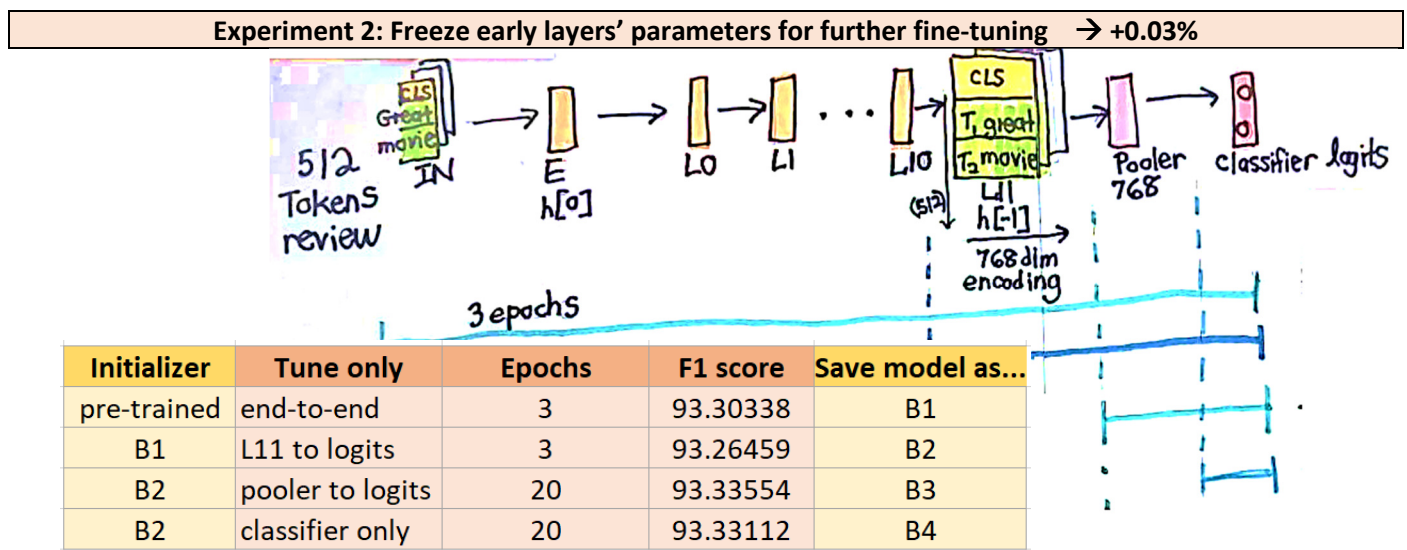 Experiment 2: Freeze early layers’ parameters for further fine-tuning → +0.03%
CLS
Great
movie
IN
512
Tokens
review
E
h[0]
L0
L1
...
L10
CLS
T1 great
T2 movie
(512)
L11
h[-1]
768 dim
encoding
Pooler
768
classifier logits
3 epochs
Initializer Tune only Epochs F1 score Save model as...
pre-trained end-to-end 3 93.30338 B1
B1 L11 to logits 3 93.26459 B2
B2 pooler to logits 20 93.33554 B3
B2 classifier only 20 93.33112 B4